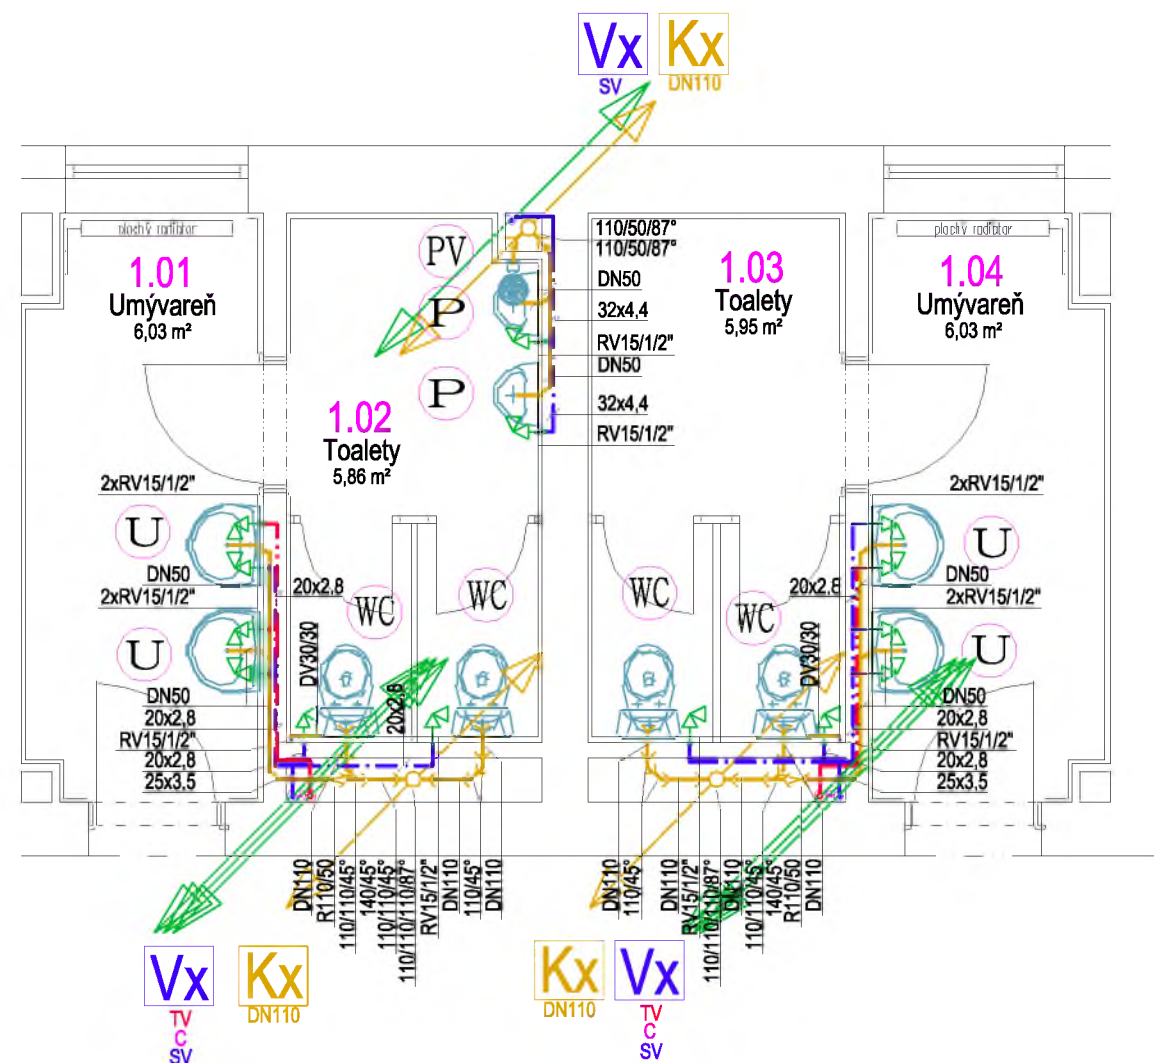 Vx
Kx
SV
DN110
plochý radiátor
plochý radiátor
110/50/87°
110/50/87°
PV
1.01
Umývareň
6,03 m²
1.03
Toalety
5,95 m²
1.04
Umývareň
6,03 m²
DN50
P
32x4,4
RV15/1/2"
DN50
P
32x4,4
RV15/1/2"
1.02
Toalety
5,86 m²
2xRV15/1/2"
2xRV15/1/2"
U
U
DN50
DN50
2xRV15/1/2"
2xRV15/1/2"
20x2,8
20x2,8
WC
WC
WC
WC
U
U
DV30/30
DV30/30
20x2,8
DN50
DN50
20x2,8
20x2,8
RV15/1/2"
RV15/1/2"
20x2,8
20x2,8
25x3,5
25x3,5
DN110
R110/50
110/110/45°
140/45°
110/110/45°
110/110/110/87°
RV15/1/2"
DN110
110/45°
DN110
DN110
110/45°
DN110
RV15/1/2"
110/110/110/87°
DN110
110/110/45°
140/45°
R110/50
DN110
Vx
Kx
TV
C
SV
DN110
Kx
Vx
DN110
TV
C
SV